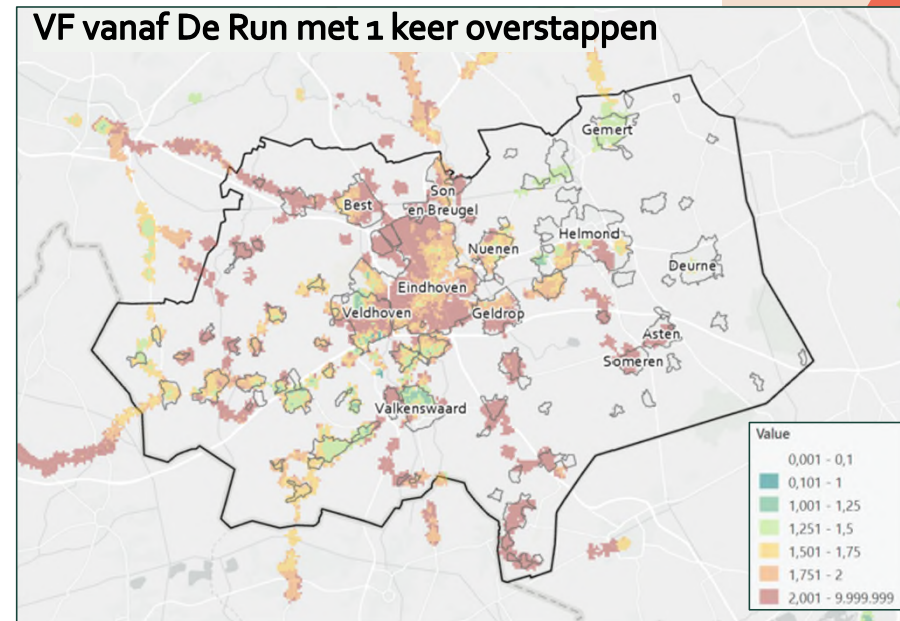 VF vanaf De Run met 1 keer overstappen
Gemert
Son
en Breugel
Best
Nuenen
Helmond
Deurne
Eindhoven
Veldhoven
Geldrop
Asten
Someren
Valkenswaard
Value
0,001 - 0,1
0,101 - 1
1,001 - 1,25
1,251 - 1,5
1,501 - 1,75
1,751 - 2
2,001 - 9.999.999